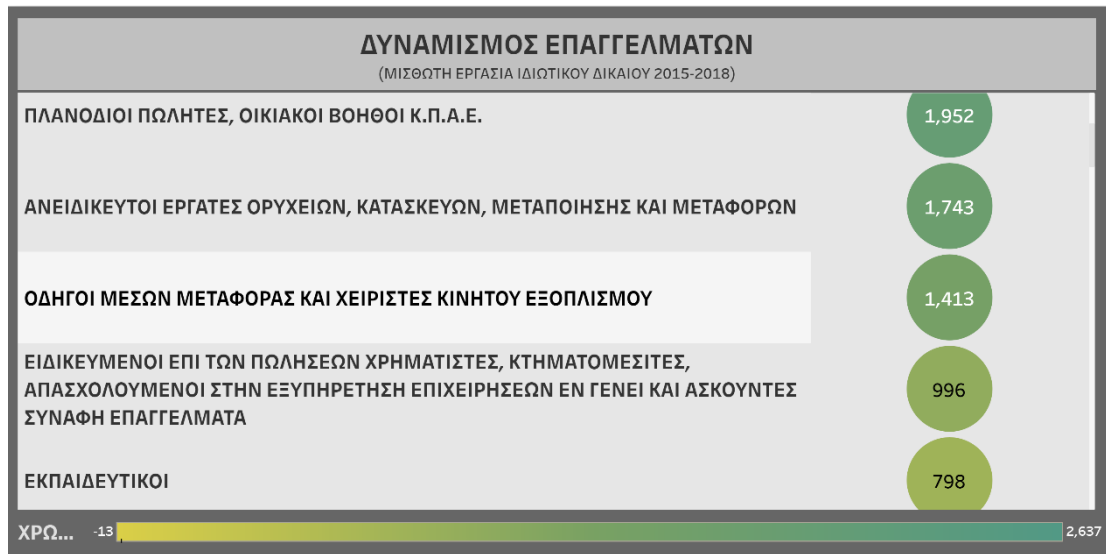 ΔΥΝΑΜΙΣΜΟΣ ΕΠΑΓΓΕΛΜΑΤΩΝ
(ΜΙΣΘΩΤΗ ΕΡΓΑΣΙΑ ΙΔΙΩΤΙΚΟΥ ΔΙΚΑΙΟΥ 2015-2018)
ΠΛΑΝΟΔΙΟΙ ΠΩΛΗΤΕΣ, ΟΙΚΙΑΚΟΙ ΒΟΗΘΟΙ Κ.Π.Α.Ε. 1,952
ΑΝΕΙΔΙΚΕΥΤΟΙ ΕΡΓΑΤΕΣ ΟΡΥΧΕΙΩΝ, ΚΑΤΑΣΚΕΥΩΝ, ΜΕΤΑΠΟΙΗΣΗΣ ΚΑΙ ΜΕΤΑΦΟΡΩΝ 1,743
ΟΔΗΓΟΙ ΜΕΣΩΝ ΜΕΤΑΦΟΡΑΣ ΚΑΙ ΧΕΙΡΙΣΤΕΣ ΚΙΝΗΤΟΥ ΕΞΟΠΛΙΣΜΟΥ 1,413
ΕΙΔΙΚΕΥΜΕΝΟΙ ΕΠΙ ΤΩΝ ΠΩΛΗΣΕΩΝ ΧΡΗΜΑΤΙΣΤΕΣ, ΚΤΗΜΑΤΟΜΕΣΙΤΕΣ,
ΑΠΑΣΧΟΛΟΥΜΕΝΟΙ ΣΤΗΝ ΕΞΥΠΗΡΕΤΗΣΗ ΕΠΙΧΕΙΡΗΣΕΩΝ ΕΝ ΓΕΝΕΙ ΚΑΙ ΑΣΚΟΥΝΤΕΣ 996
ΣΥΝΑΦΗ ΕΠΑΓΓΕΛΜΑΤΑ
ΕΚΠΑΙΔΕΥΤΙΚΟΙ 798
ΧΡΩ... -13 2,637